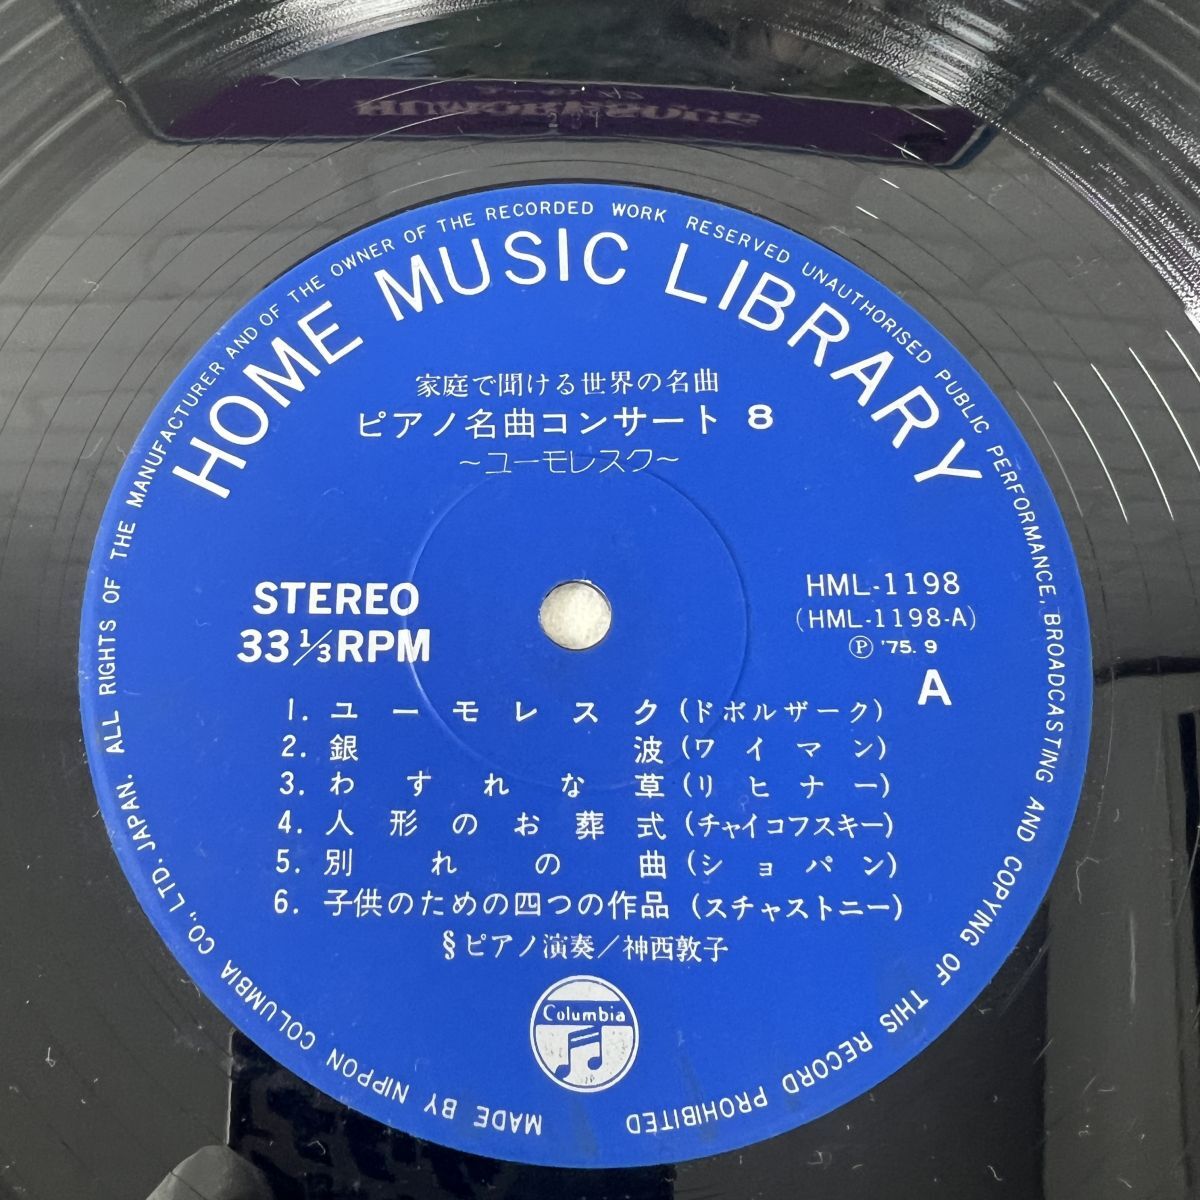 ALL RIGHTS OF THE MANUFACTURER AND OF THE OWNER OF THE RECORDED WORK RESERVED UNAUTHORISED PUBLIC PERFORMANCE, BROADCASTING AND COPYING OF THIS RECORD PROHIBITED
HOME MUSIC LIBRARY
家庭で聞ける世界の名曲
ピアノ名曲コンサート 8
~ユーモレスク~
STEREO
33 1/3 RPM
HML-1198
(HML-1198-A)
Ⓟ '75. 9
A
1. ユーモレスク(ドボルザーク)
2. 銀波(ワイマン)
3. わすれな草(リヒナー)
4. 人形のお葬式(チャイコフスキー)
5. 別れの曲(ショパン)
6. 子供のための四つの作品(スチャストニー)
§ピアノ演奏/神西敦子
Columbia
MADE BY NIPPON COLUMBIA CO., LTD. JAPAN.